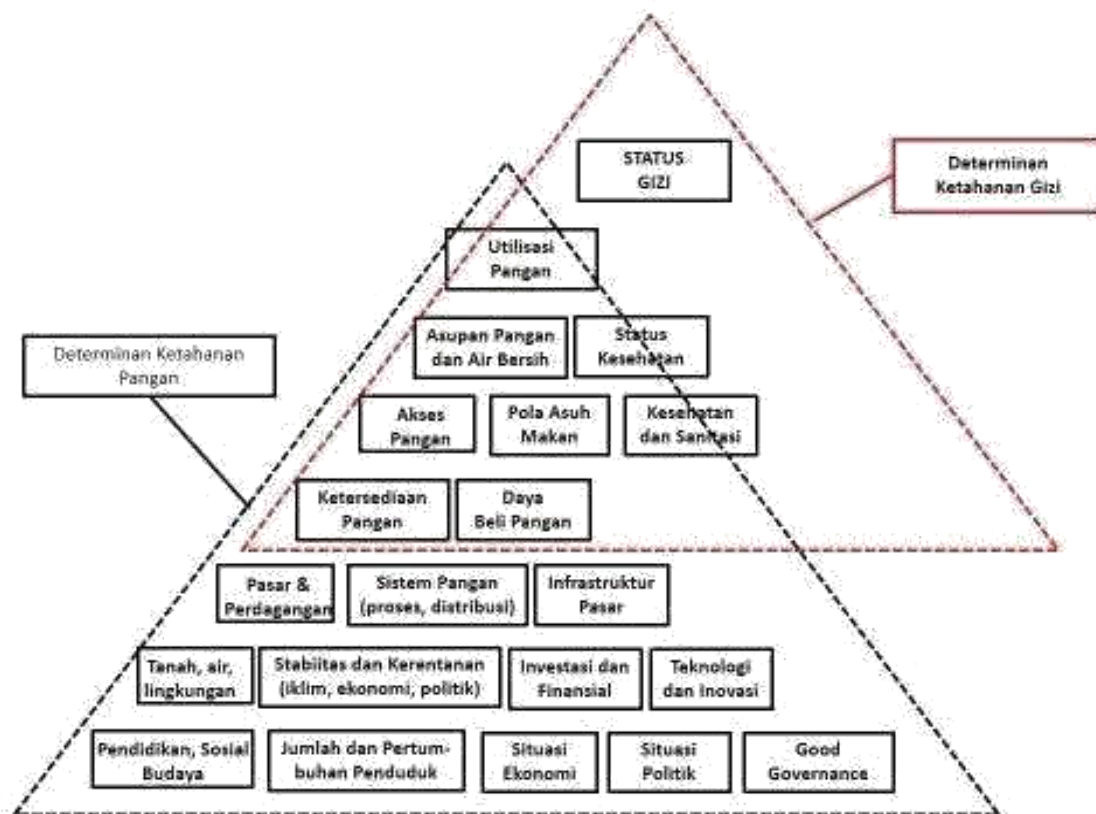 STATUS
GIZI
Determinan
Ketahanan Gizi
Utilisasi
Pangan
Determinan Ketahanan
Pangan
Asupan Pangan
dan Air Bersih
Status
Kesehatan
Akses
Pangan
Pola Asuh
Makan
Kesehatan
dan Sanitasi
Ketersediaan
Pangan
Daya
Beli Pangan
Pasar &
Perdagangan
Sistem Pangan
(proses, distribusi)
Infrastruktur
Pasar
Tanah, air,
lingkungan
Stabiitas dan Kerentanan
(iklim, ekonomi, politik)
Investasi dan
Finansial
Teknologi
dan Inovasi
Pendidikan, Sosial
Budaya
Jumlah dan Pertum-
buhan Penduduk
Situasi
Ekonomi
Situasi
Politik
Good
Governance